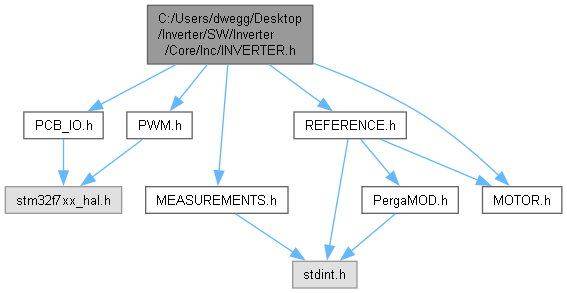 C:/Users/dwegg/Desktop
/Inverter/SW/Inverter
/Core/Inc/INVERTER.h
PCB_IO.h
PWM.h
REFERENCE.h
stm32f7xx_hal.h
MEASUREMENTS.h
PergaMOD.h
MOTOR.h
stdint.h